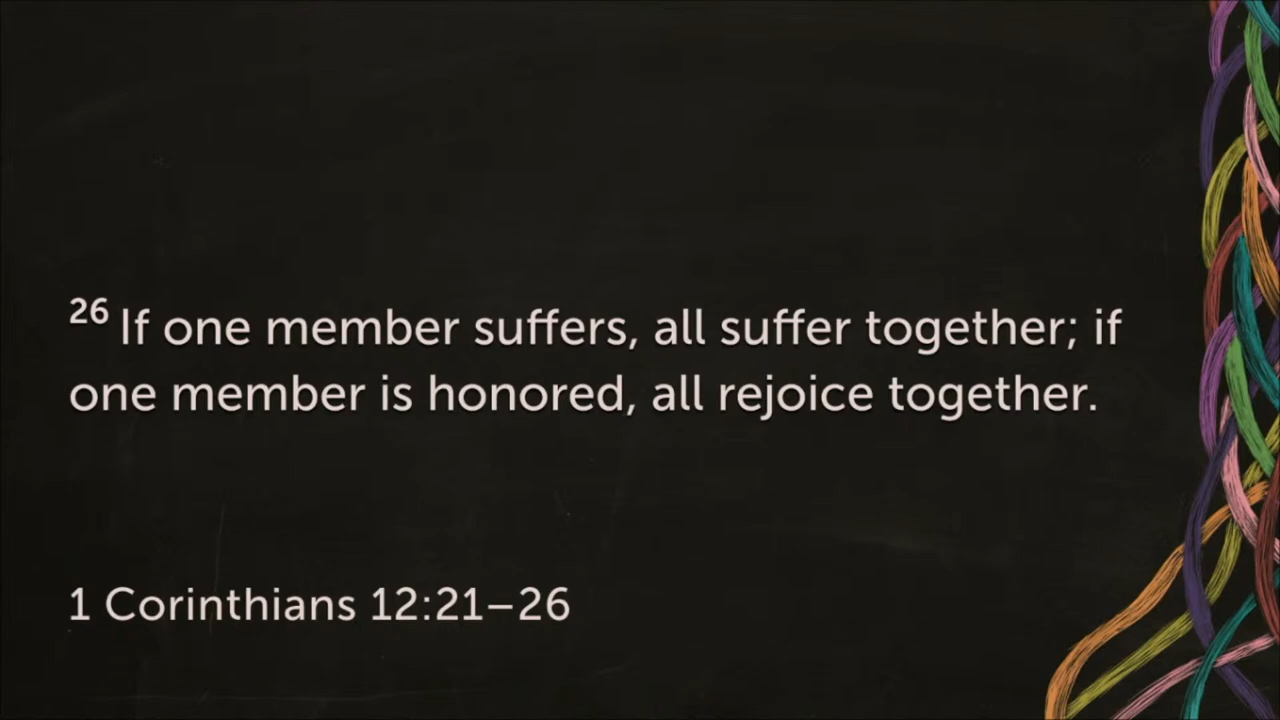 26 If one member suffers, all suffer together; if
one member is honored, all rejoice together.
1 Corinthians 12:21–26